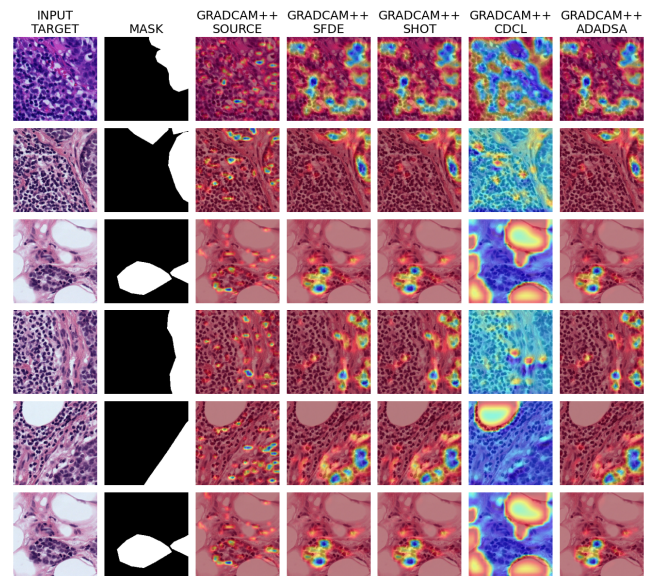 INPUT TARGET
MASK
GRADCAM++ SOURCE
GRADCAM++ SFDE
GRADCAM++ SHOT
GRADCAM++ CDCL
GRADCAM++ ADADSA